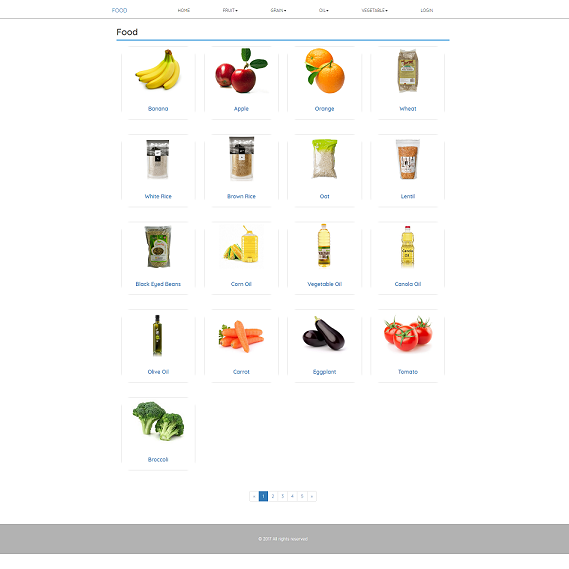 FOOD HOME FRUIT GRAIN OIL VEGETABLE LOGIN
Food
Banana Apple Orange Wheat
White Rice Brown Rice Oat Lentil
Black Eyed Beans Corn Oil Vegetable Oil Canola Oil
Olive Oil Carrot Eggplant Tomato
Broccoli
« 1 2 3 4 5 »
© 2017 All rights reserved